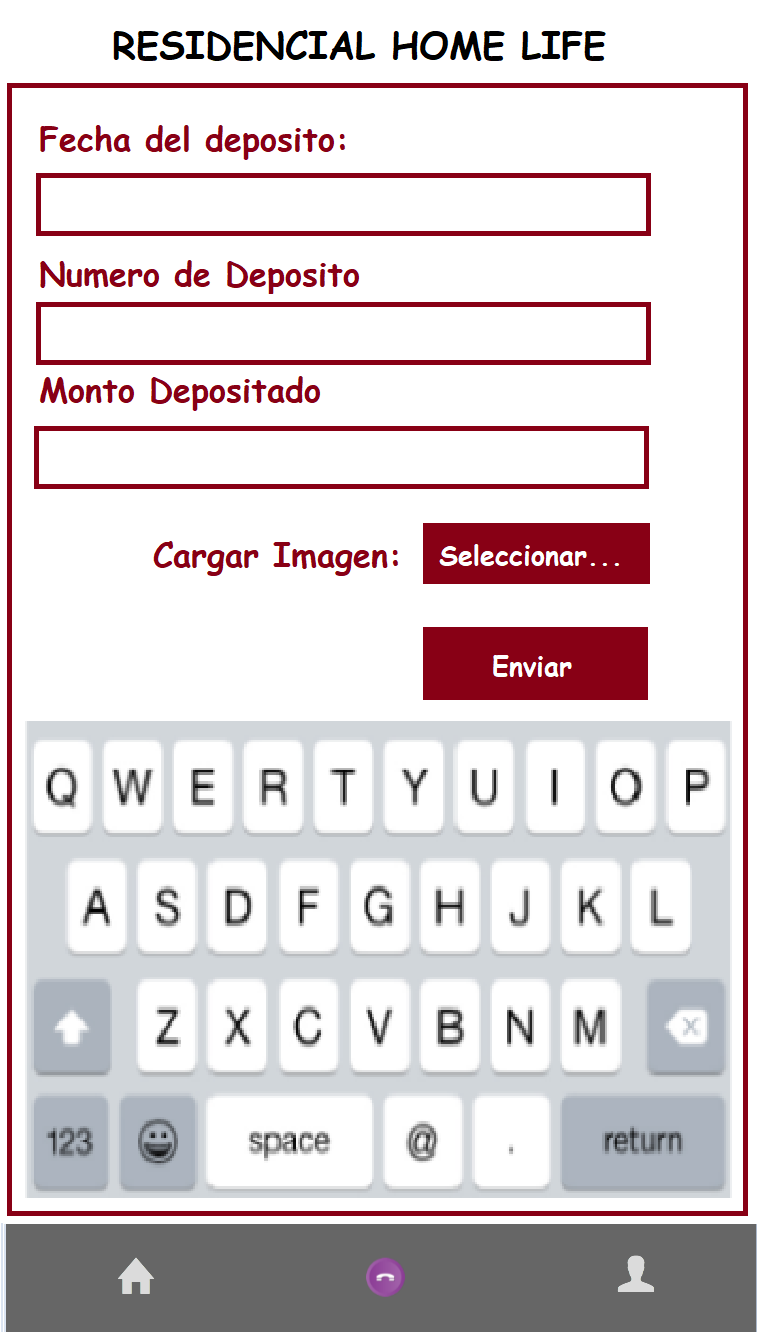 RESIDENCIAL HOME LIFE
Fecha del deposito:
Numero de Deposito
Monto Depositado
Cargar Imagen: Seleccionar...
Enviar
Q W E R T Y U I O P
A S D F G H J K L
Z X C V B N M
123 space @ . return